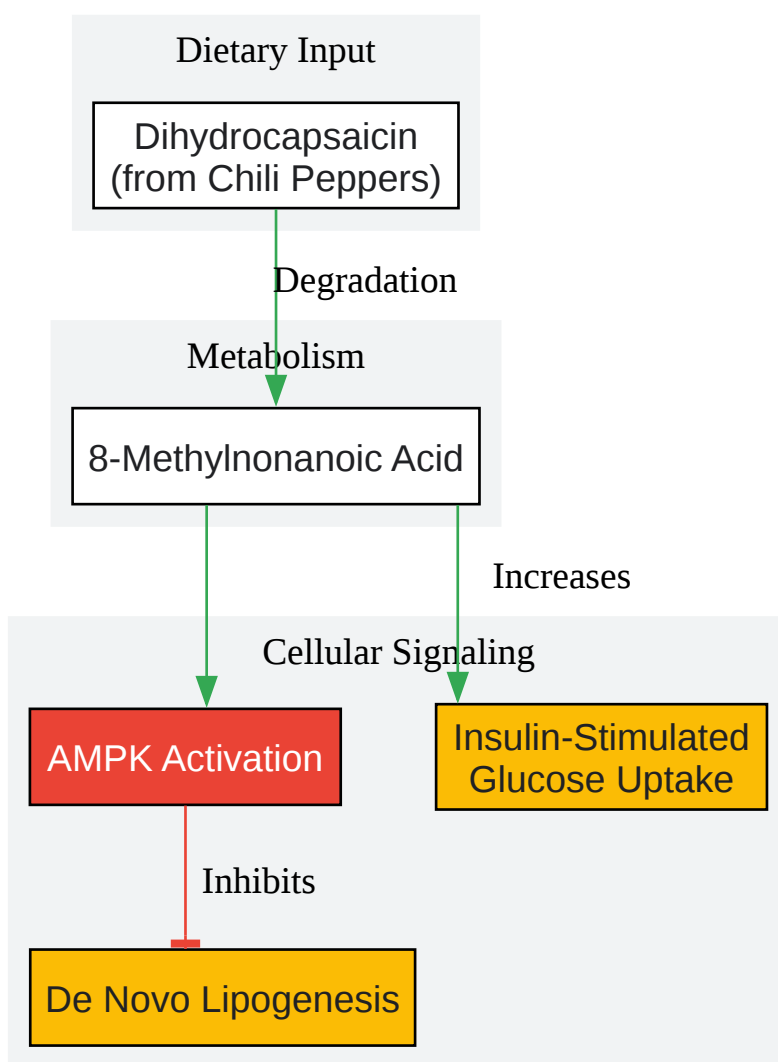 Dietary Input
Dihydrocapsaicin
(from Chili Peppers)
Degradation
Metabolism
8-Methylnonanoic Acid
Increases
Cellular Signaling
AMPK Activation
Insulin-Stimulated
Glucose Uptake
Inhibits
De Novo Lipogenesis